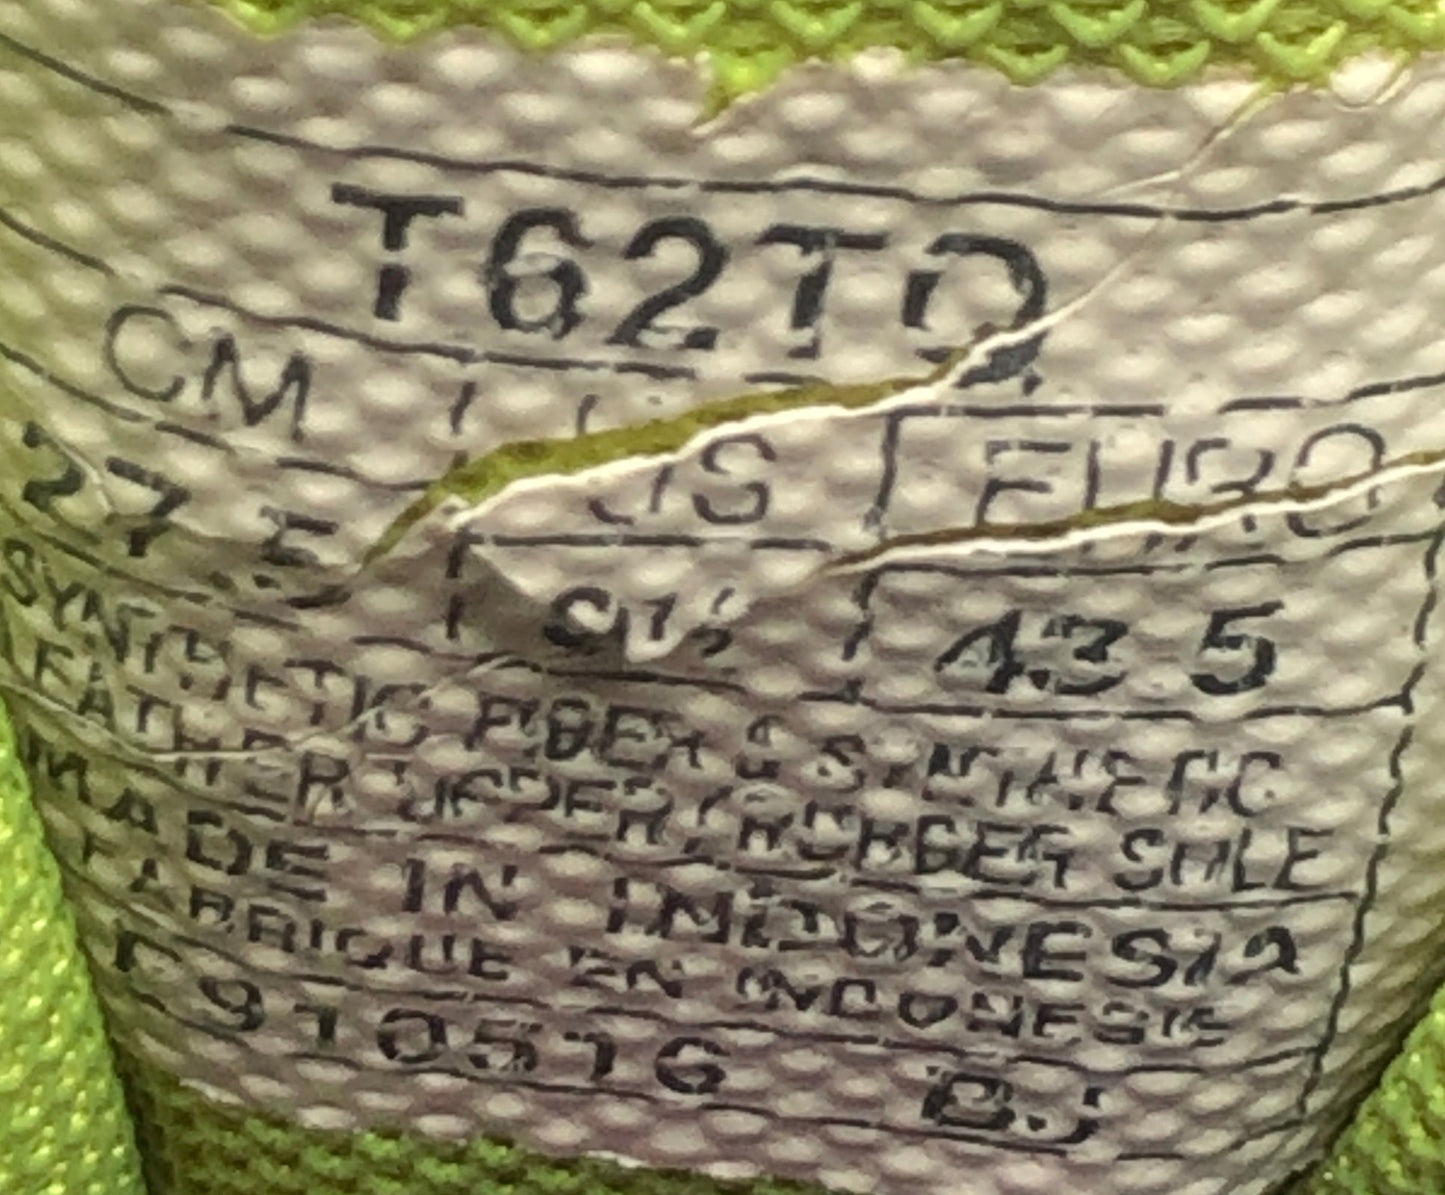 T62TQ
CM US EURO
27.5 9½ 43.5
SYNTHETIC FIBER & SYNTHETIC
LEATHER UPPER/RUBBER SOLE
MADE IN INDONESIA
FABRIQUE EN INDONESIE
910516 BJ